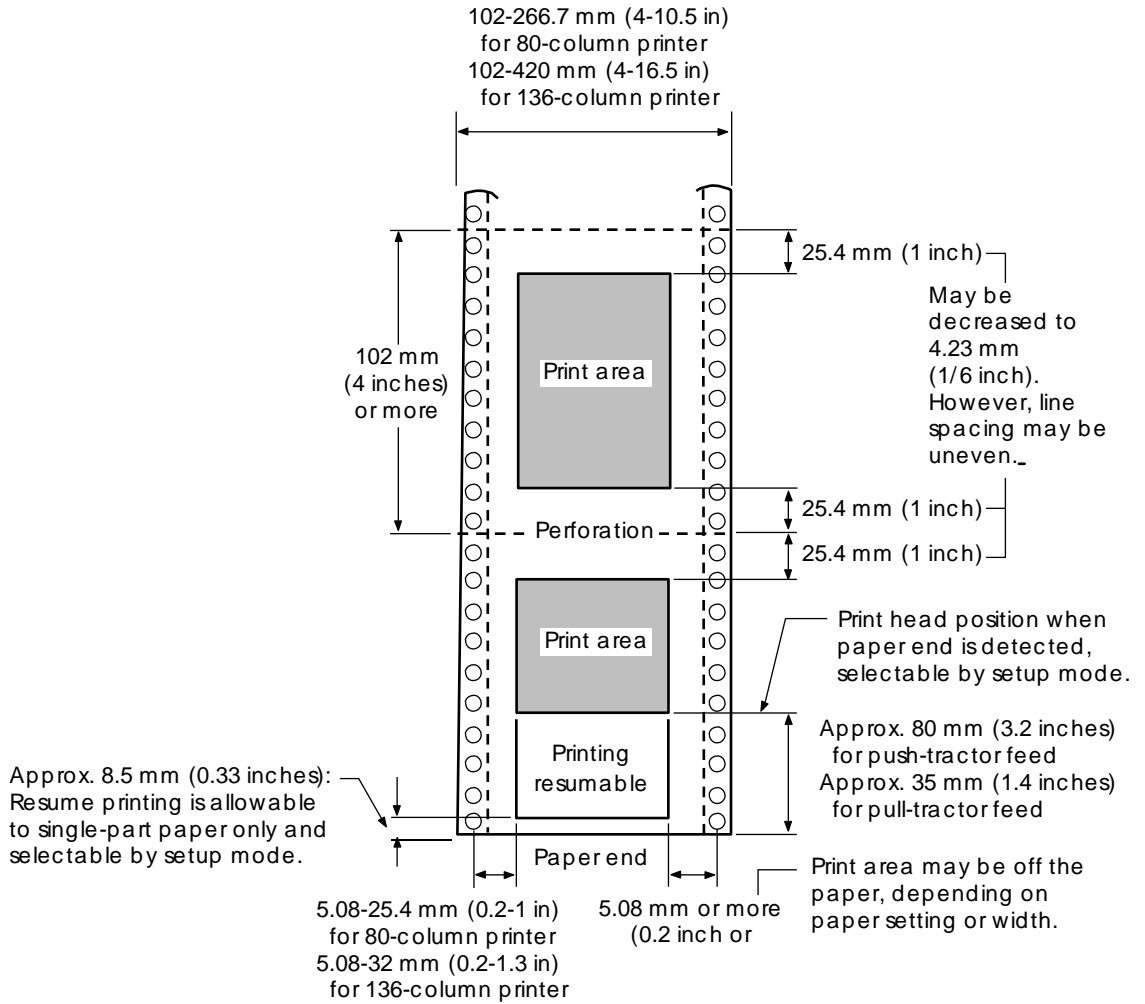 102-266.7 mm (4-10.5 in)
for 80-column printer
102-420 mm (4-16.5 in)
for 136-column printer
25.4 mm (1 inch)
May be
decreased to
4.23 mm
(1/6 inch).
However, line
spacing may be
uneven.
102 mm
(4 inches)
or more
Print area
25.4 mm (1 inch)
Perforation
25.4 mm (1 inch)
Print area
Print head position when
paper end is detected,
selectable by setup mode.
Approx. 80 mm (3.2 inches)
for push-tractor feed
Approx. 35 mm (1.4 inches)
for pull-tractor feed
Printing
resumable
Approx. 8.5 mm (0.33 inches):
Resume printing is allowable
to single-part paper only and
selectable by setup mode.
Paper end
Print area may be off the
paper, depending on
paper setting or width.
5.08-25.4 mm (0.2-1 in)
for 80-column printer
5.08-32 mm (0.2-1.3 in)
for 136-column printer
5.08 mm or more
(0.2 inch or